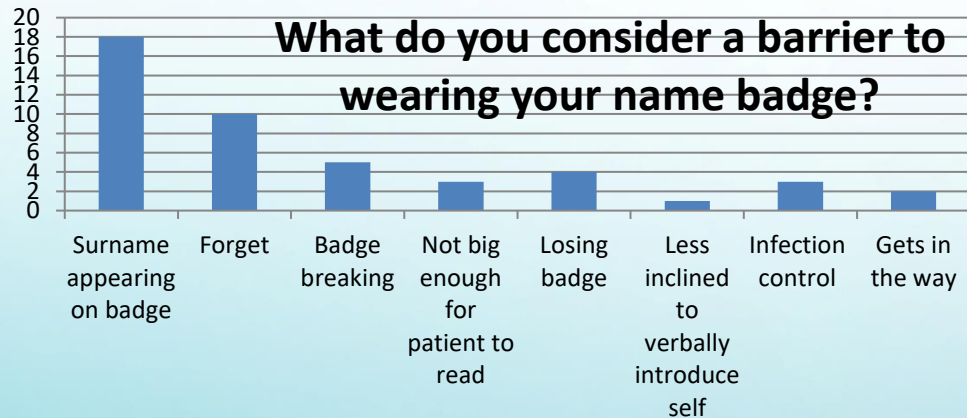 What do you consider a barrier to
wearing your name badge?
20
18
16
14
12
10
8
6
4
2
0
Surname
appearing
on badge
Forget
Badge
breaking
Not big
enough
for
patient to
read
Losing
badge
Less
inclined
to
verbally
introduce
self
Infection
control
Gets in
the way